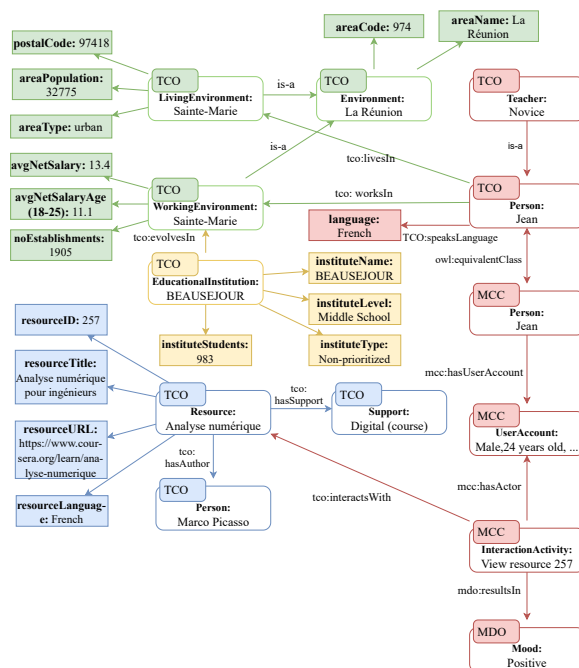 areaCode: 974
areaName: La
Réunion
postalCode: 97418
areaPopulation:
32775
areaType: urban
TCO
LivingEnvironment:
Sainte-Marie
is-a
TCO
Environment:
La Réunion
TCO
Teacher:
Novice
is-a
tco:livesIn
is-a
avgNetSalary: 13.4
avgNetSalaryAge
(18-25): 11.1
noEstablishments:
1905
TCO
WorkingEnvironment:
Sainte-Marie
tco: worksIn
TCO
Person:
Jean
language:
French
TCO:speaksLanguage
tco:evolvesIn
owl:equivalentClass
TCO
EducationalInstitution:
BEAUSEJOUR
instituteName:
BEAUSEJOUR
instituteLevel:
Middle School
instituteType:
Non-prioritized
instituteStudents:
983
MCC
Person:
Jean
mcc:hasUserAccount
resourceID: 257
resourceTitle:
Analyse numérique
pour ingénieurs
resourceURL:
https://www.cour-
sera.org/learn/ana-
lyse-numerique
resourceLanguag-
e: French
TCO
Resource:
Analyse numérique
tco:
hasSupport
TCO
Support:
Digital (course)
tco:
hasAuthor
TCO
Person:
Marco Picasso
MCC
UserAccount:
Male,24 years old, ...
mcc:hasActor
tco:interactsWith
MCC
InteractionActivity:
View resource 257
mdo:resultsIn
MDO
Mood:
Positive